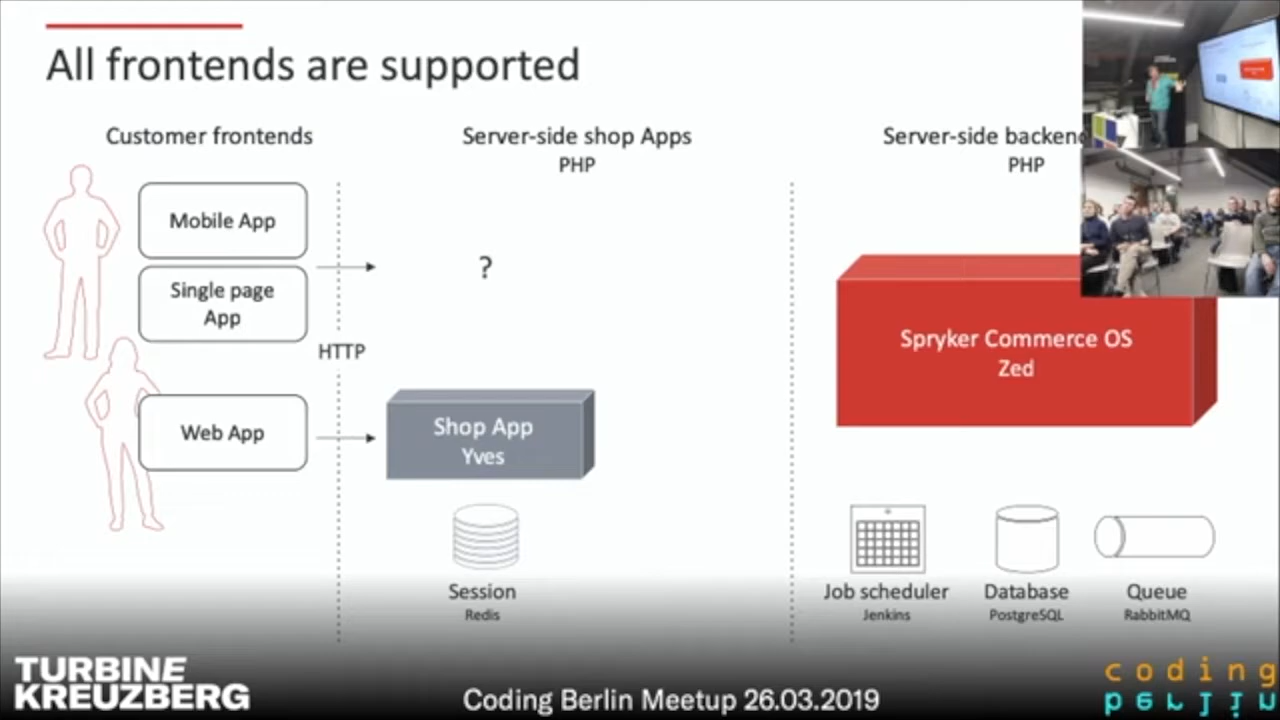 All frontends are supported
Customer frontends
Server-side shop Apps
PHP
Server-side backend
PHP
Mobile App
Single page
App
?
HTTP
Web App
Shop App
Yves
Spryker Commerce OS
Zed
Session
Redis
Job scheduler
Jenkins
Database
PostgreSQL
Queue
RabbitMQ
TURBINE
KREUZBERG
Coding Berlin Meetup 26.03.2019
coding
berlin